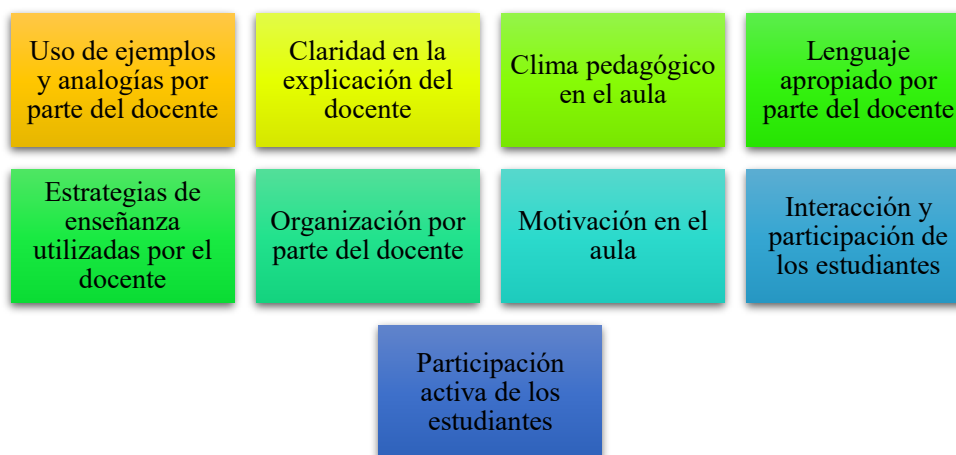 Uso de ejemplos
y analogías por
parte del docente
Claridad en la
explicación del
docente
Clima pedagógico
en el aula
Lenguaje
apropiado por
parte del docente
Estrategias de
enseñanza
utilizadas por el
docente
Organización por
parte del docente
Motivación en el
aula
Interacción y
participación de
los estudiantes
Participación
activa de los
estudiantes